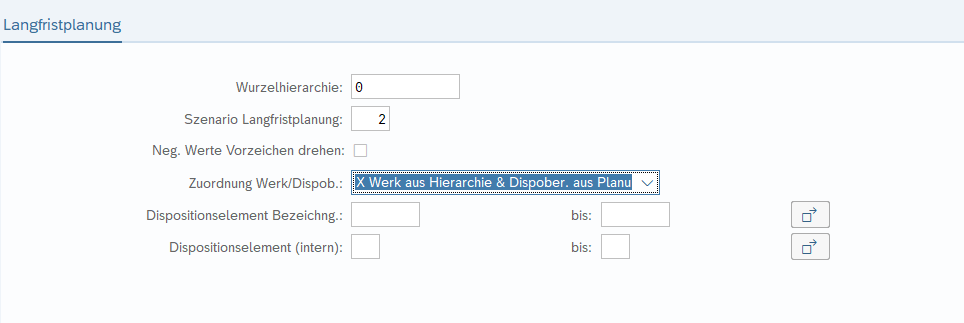 Langfristplanung
Wurzelhierarchie: 0
Szenario Langfristplanung: 2
Neg. Werte Vorzeichen drehen:
Zuordnung Werk/Dispob.: X Werk aus Hierarchie & Dispober. aus Planu
Dispositionselement Bezeichng.: bis:
Dispositionselement (intern): bis: